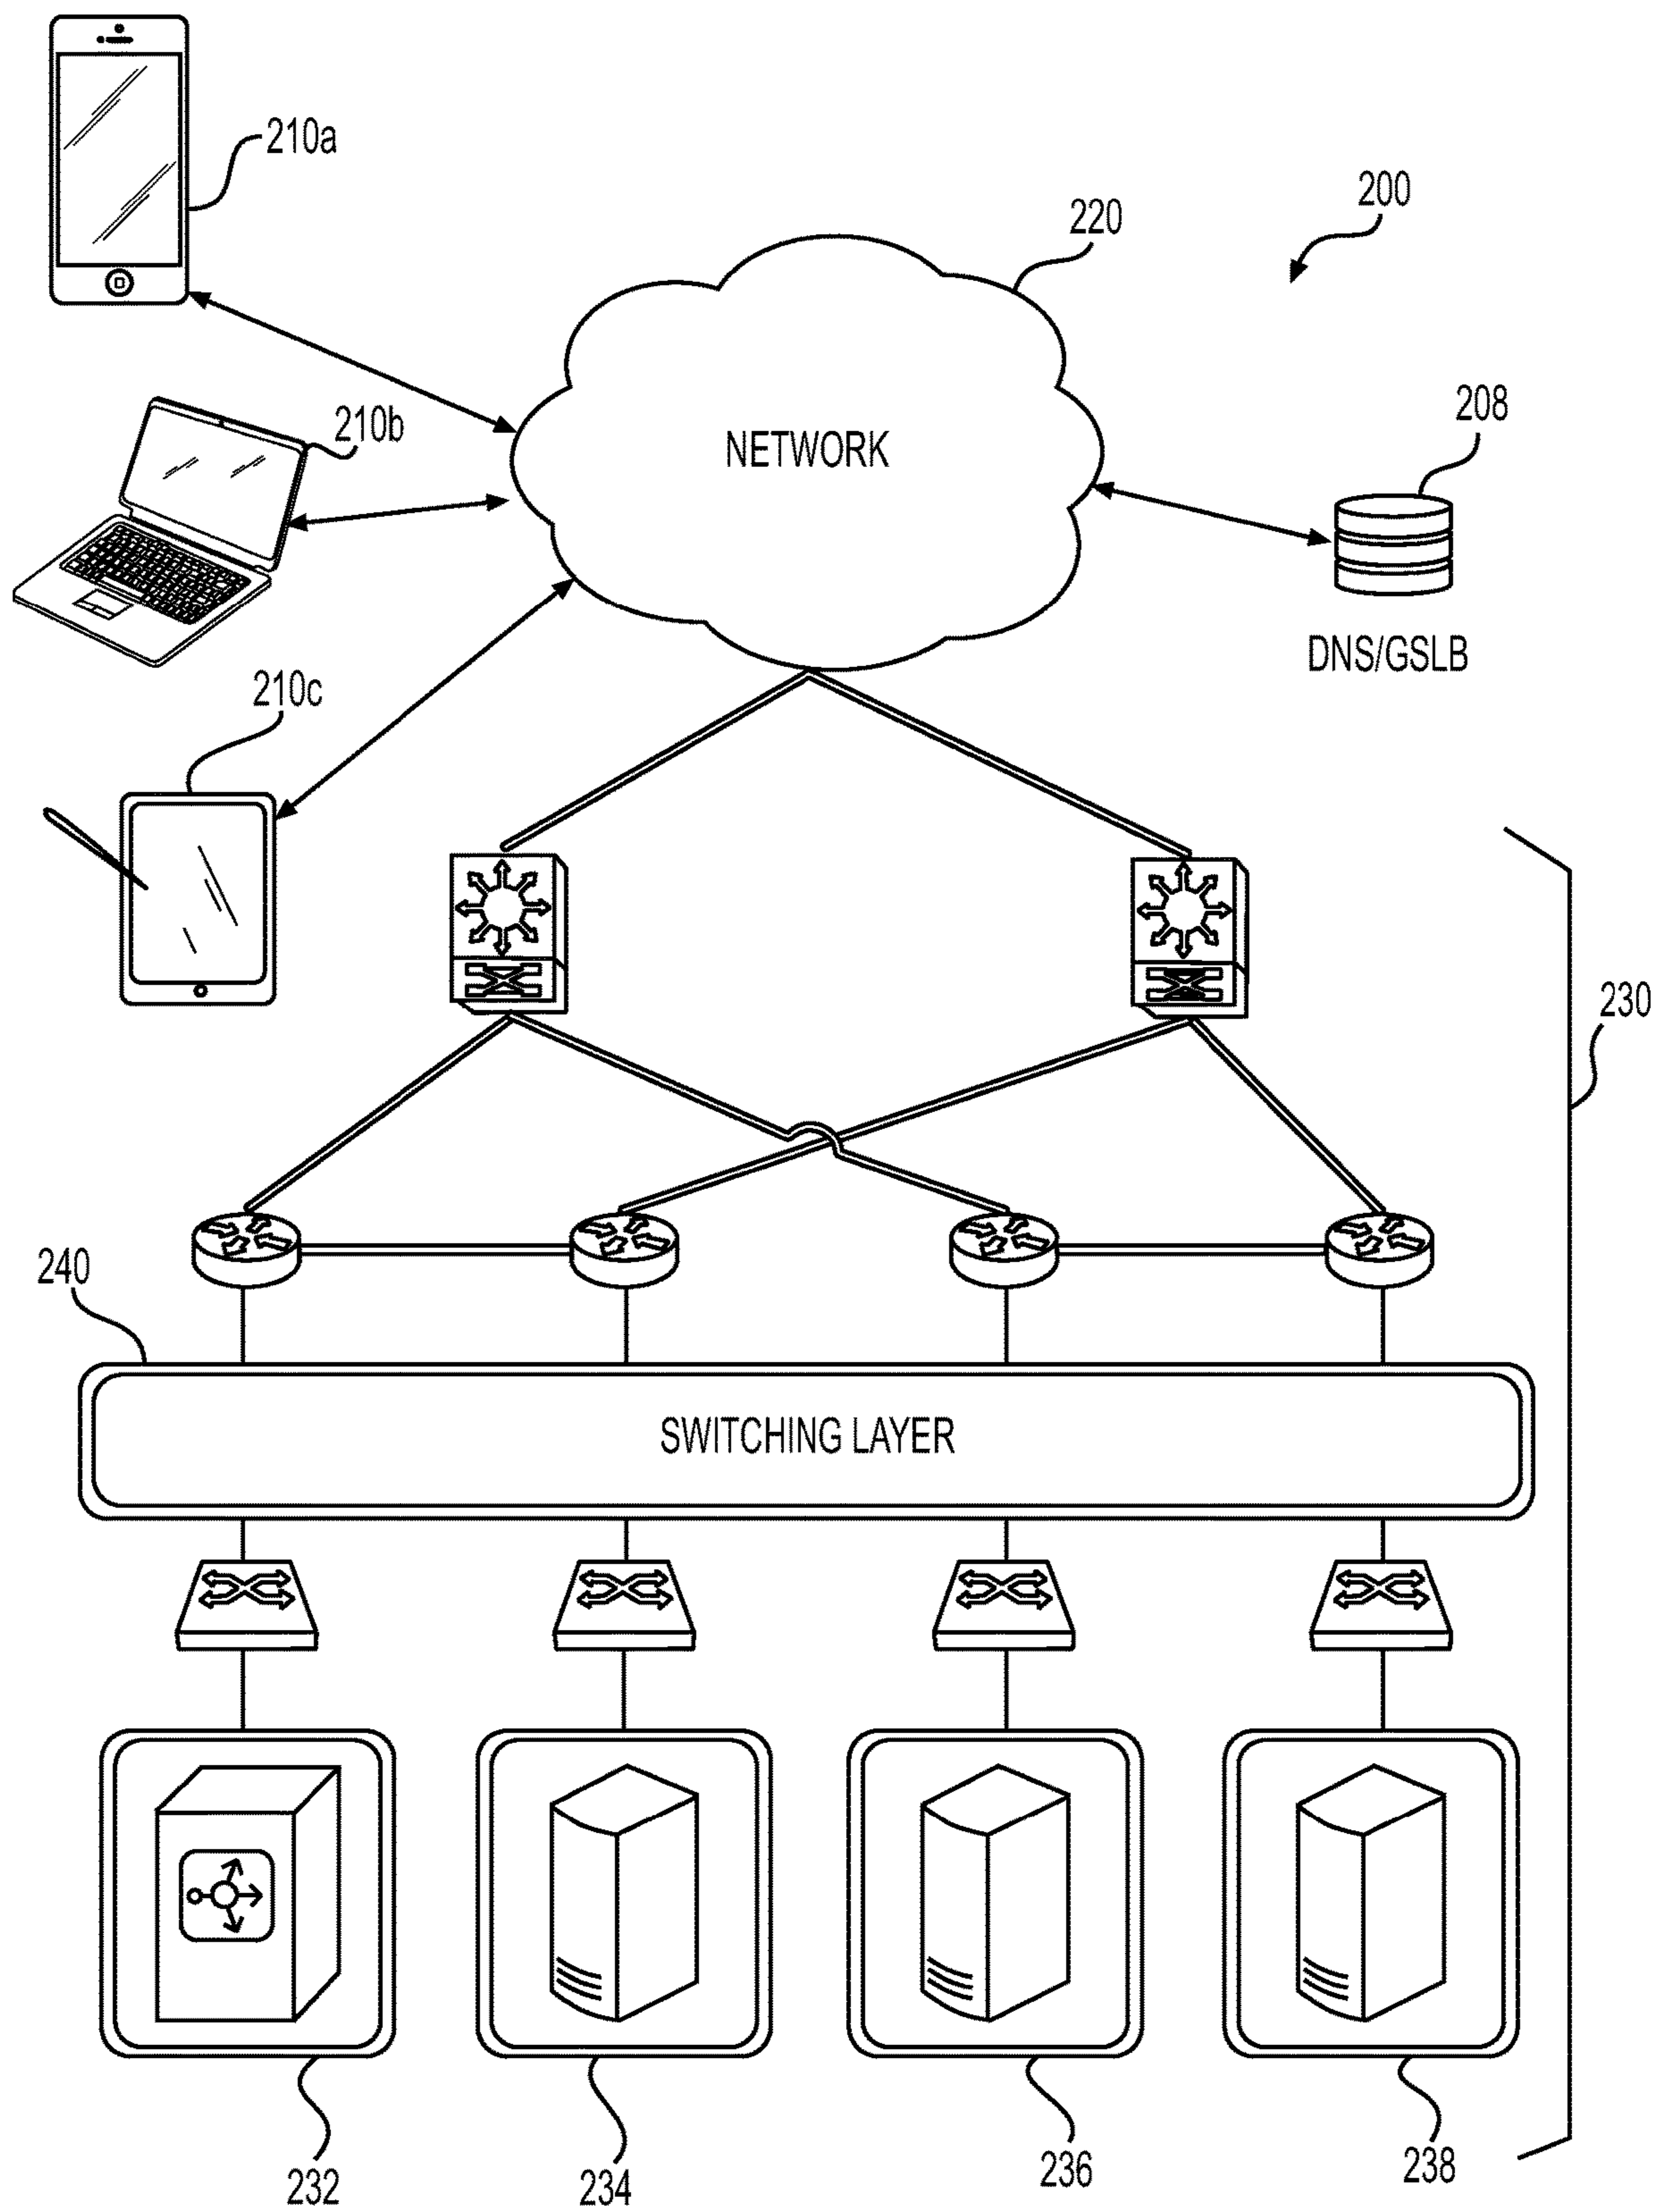 210a
200
220
210b
208
NETWORK
DNS/GSLB
210c
230
240
SWITCHING LAYER
232
234
236
238